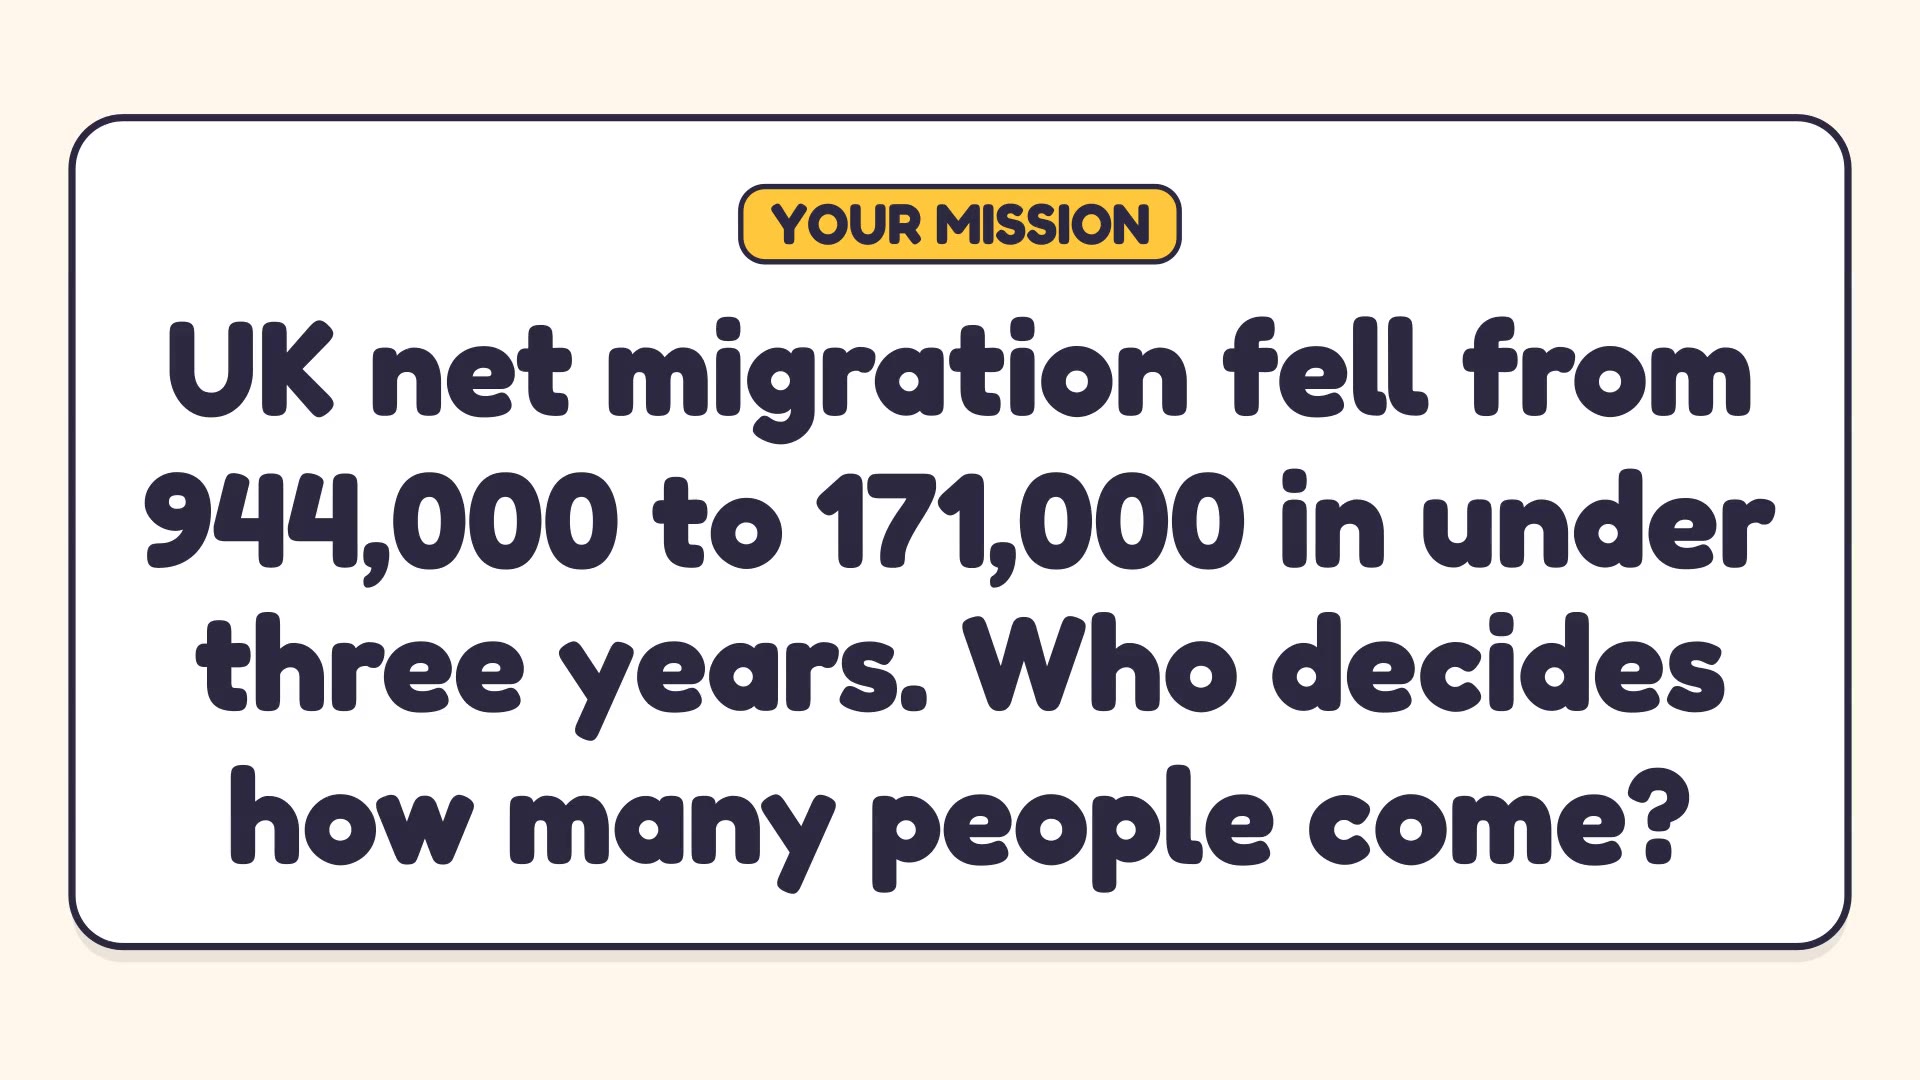 YOUR MISSION
UK net migration fell from
944,000 to 171,000 in under
three years. Who decides
how many people come?